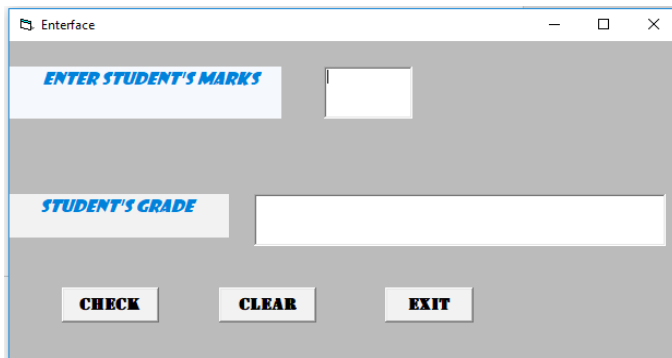 Enterface
ENTER STUDENT'S MARKS
STUDENT'S GRADE
CHECK CLEAR EXIT